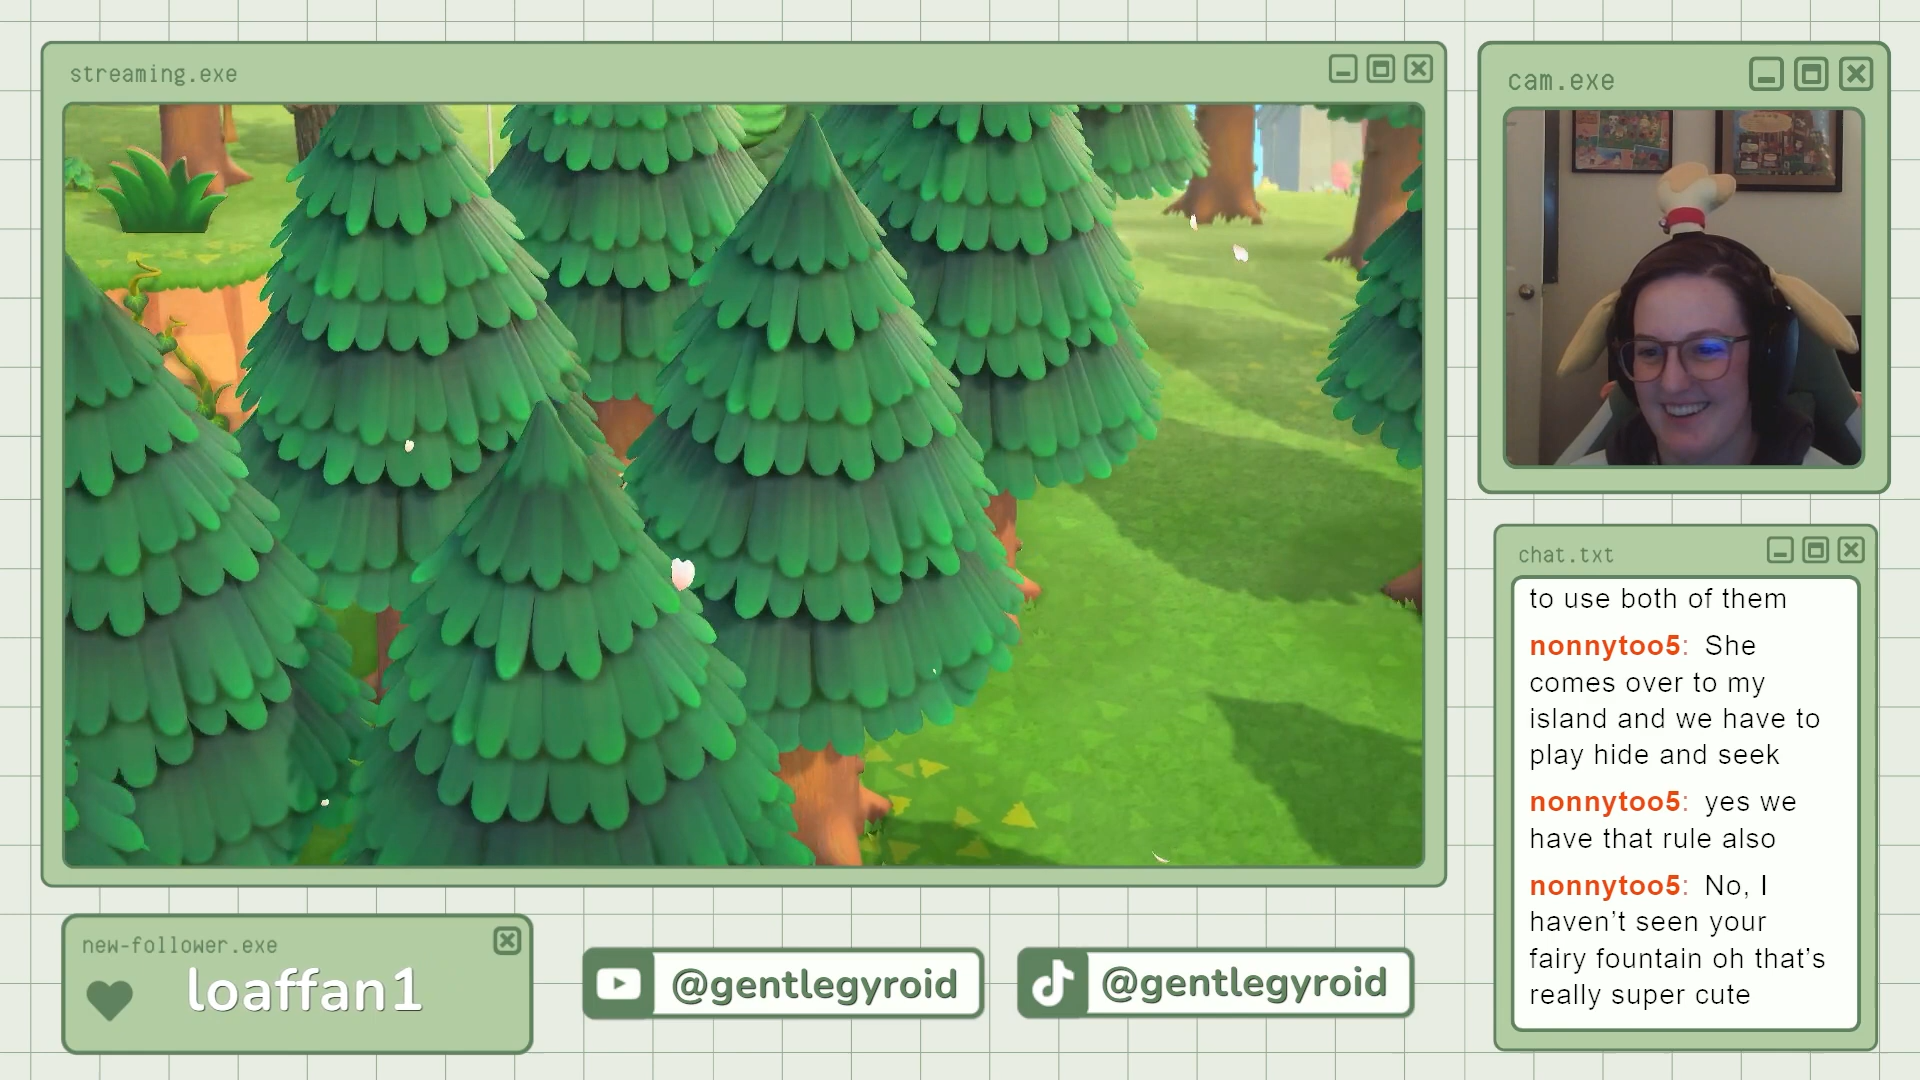 streaming.exe
cam.exe
chat.txt
to use both of them
nonnytoo5: She
comes over to my
island and we have to
play hide and seek
nonnytoo5: yes we
have that rule also
nonnytoo5: No, I
haven't seen your
fairy fountain oh that's
really super cute
new-follower.exe
loaffan1
@gentlegyroid
@gentlegyroid